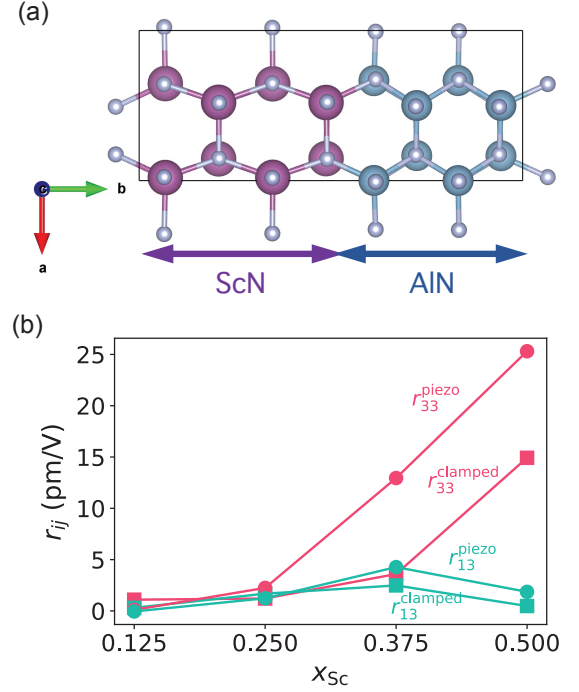 (a)
c
b
a
ScN
AlN
(b)
25
20
15
10
5
0
r_ij (pm/V)
r_33^piezo
r_33^clamped
r_13^piezo
r_13^clamped
0.125
0.250
0.375
0.500
x_Sc